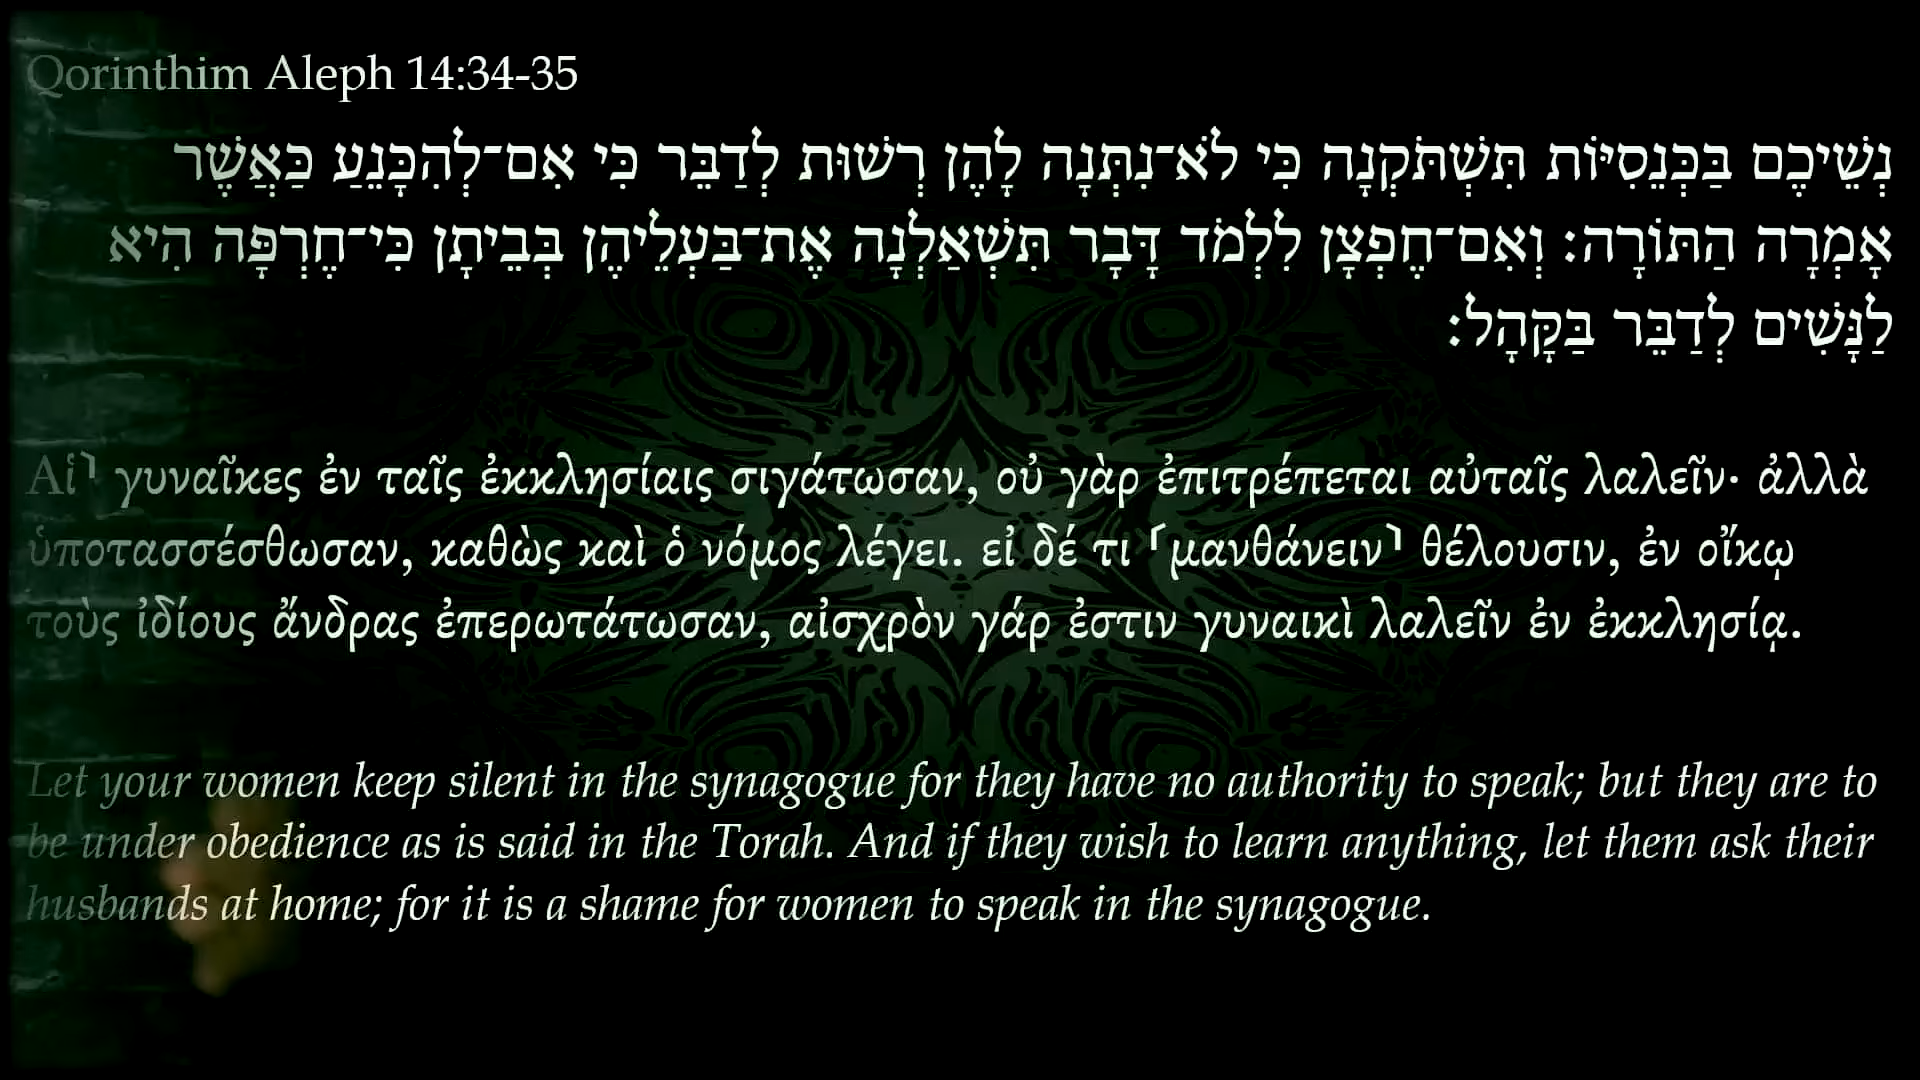 Qorinthim Aleph 14:34-35
נְשֵׁיכֶם בַּכְּנֵסִיּוֹת תִּשְׁתֹּקְנָה כִּי לֹא־נִתְּנָה לָהֶן רְשׁוּת לְדַבֵּר כִּי אִם־לְהִכָּנֵעַ כַּאֲשֶׁר
אָמְרָה הַתּוֹרָה׃ וְאִם־חֶפְצָן לִלְמֹד דָּבָר תִּשְׁאַלְנָה אֶת־בַּעְלֵיהֶן בְּבֵיתָן כִּי־חֶרְפָּה הִיא
לַנָּשִׁים לְדַבֵּר בַּקָּהָל׃
Αἱ⸃ γυναῖκες ἐν ταῖς ἐκκλησίαις σιγάτωσαν, οὐ γὰρ ἐπιτρέπεται αὐταῖς λαλεῖν· ἀλλὰ
ὑποτασσέσθωσαν, καθὼς καὶ ὁ νόμος λέγει. εἰ δέ τι ⸂μανθάνειν⸃ θέλουσιν, ἐν οἴκῳ
τοὺς ἰδίους ἄνδρας ἐπερωτάτωσαν, αἰσχρὸν γάρ ἐστιν γυναικὶ λαλεῖν ἐν ἐκκλησίᾳ.
Let your women keep silent in the synagogue for they have no authority to speak; but they are to
be under obedience as is said in the Torah. And if they wish to learn anything, let them ask their
husbands at home; for it is a shame for women to speak in the synagogue.